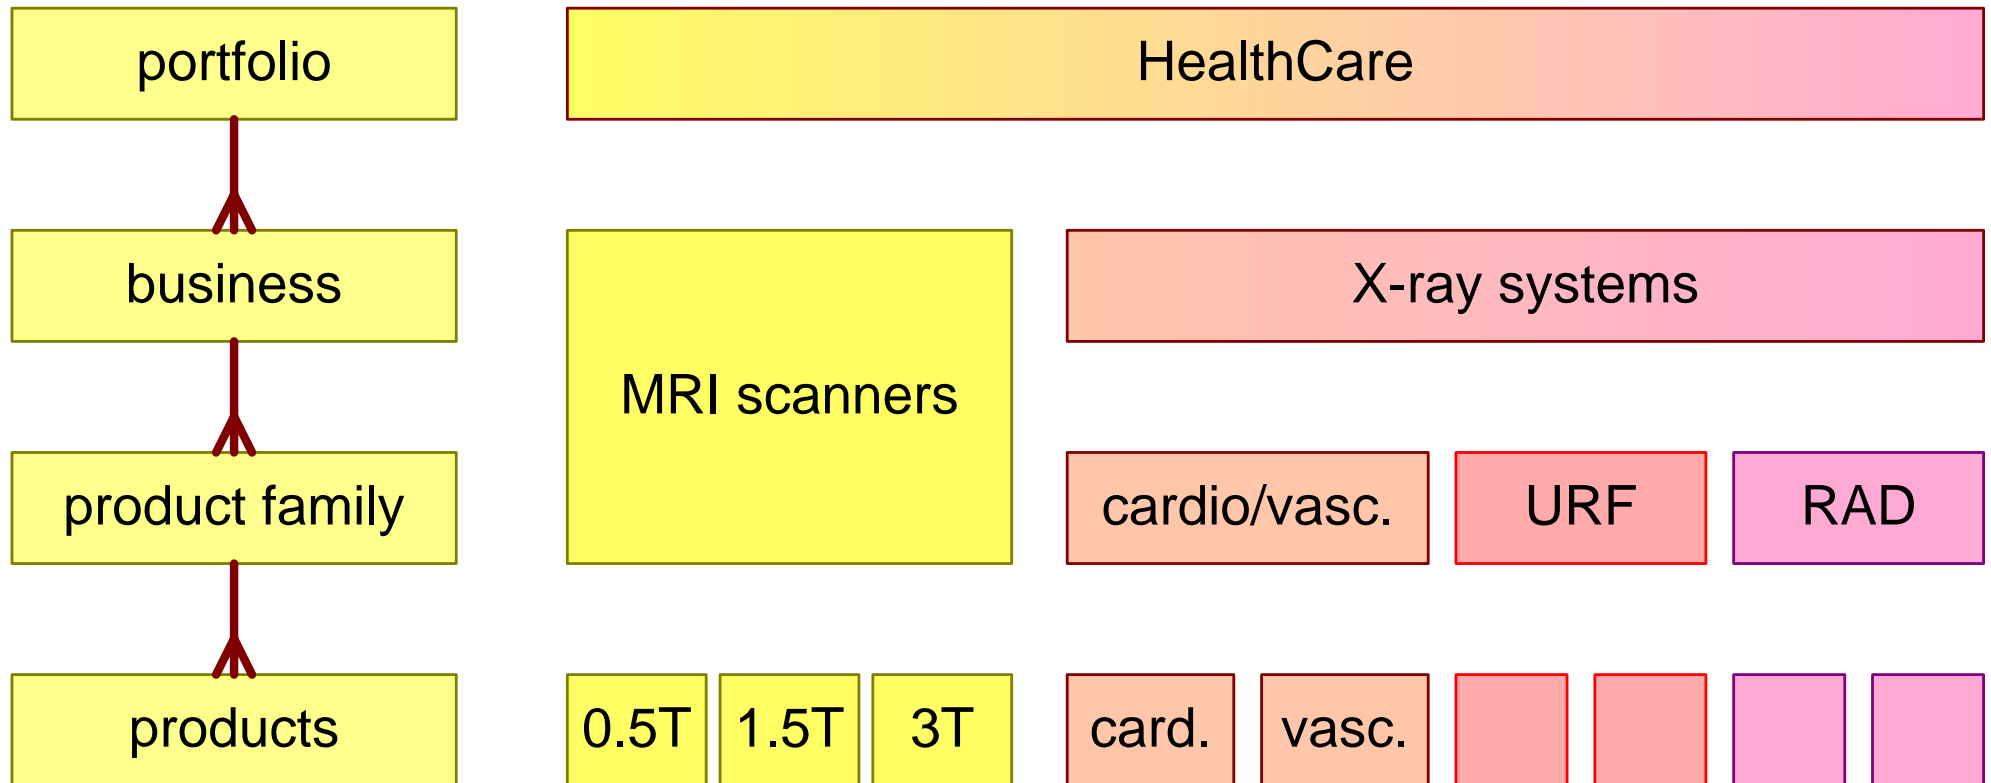 portfolio
HealthCare
business
X-ray systems
MRI scanners
product family
cardio/vasc.
URF
RAD
products
0.5T
1.5T
3T
card.
vasc.